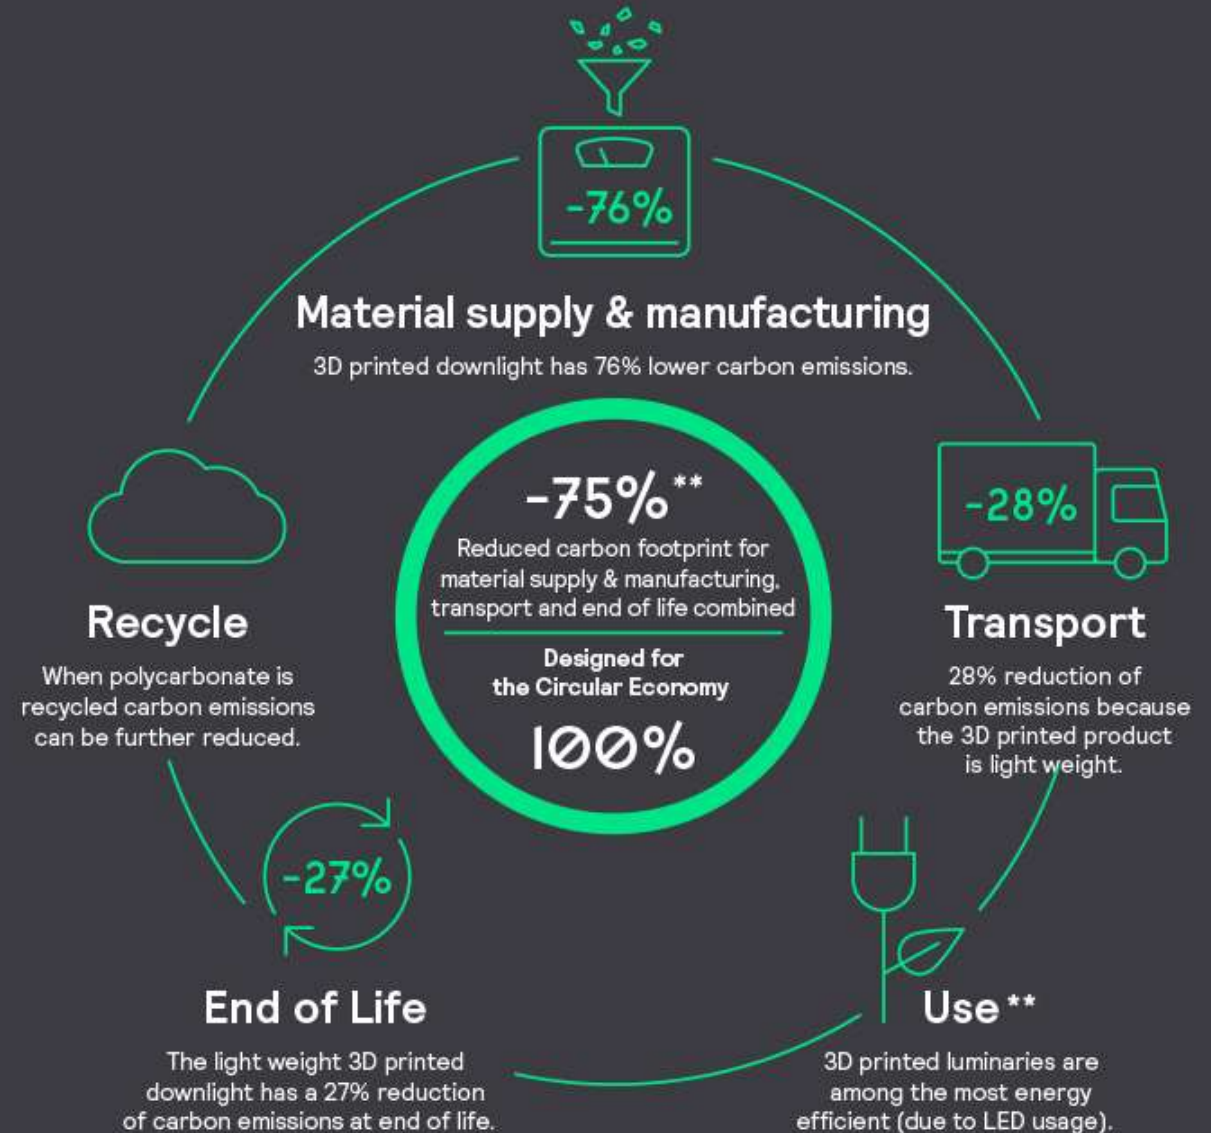 -76%
Material supply & manufacturing
3D printed downlight has 76% lower carbon emissions.
-75%**
Reduced carbon footprint for
material supply & manufacturing,
transport and end of life combined
Designed for
the Circular Economy
100%
-28%
Transport
28% reduction of
carbon emissions because
the 3D printed product
is light weight.
Use**
3D printed luminaries are
among the most energy
efficient (due to LED usage).
-27%
End of Life
The light weight 3D printed
downlight has a 27% reduction
of carbon emissions at end of life.
Recycle
When polycarbonate is
recycled carbon emissions
can be further reduced.